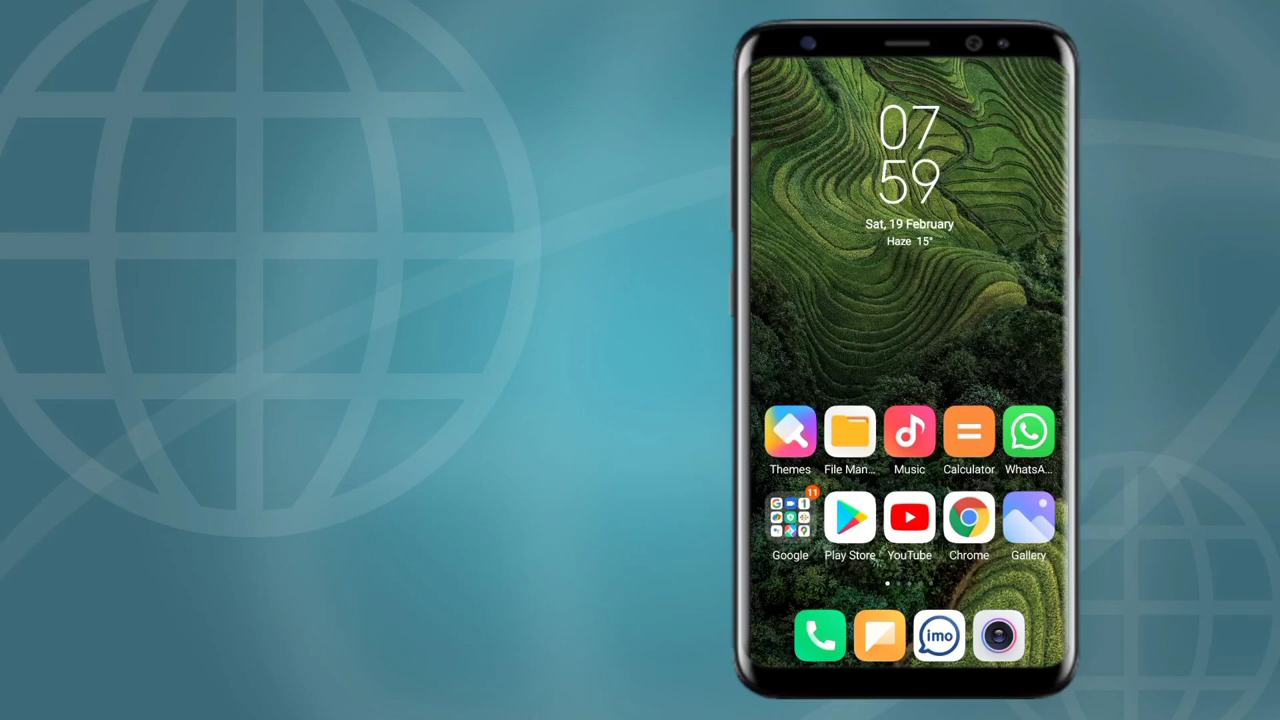 07
59
Sat, 19 February
Haze 15°
Themes File Man... Music Calculator WhatsA...
11
Google Play Store YouTube Chrome Gallery
imo